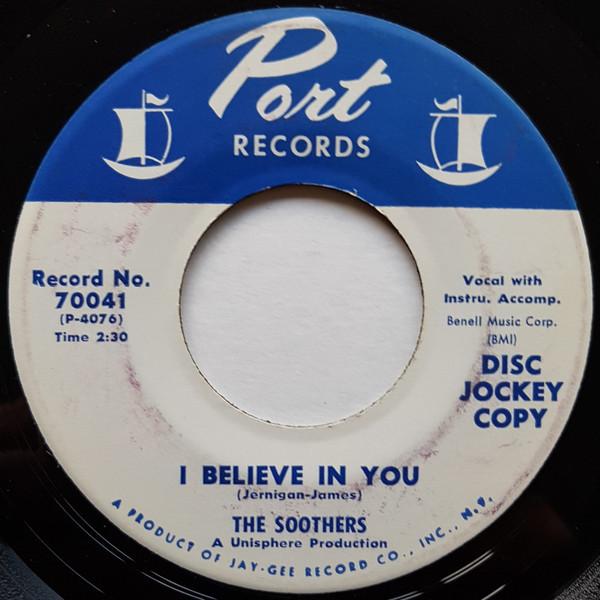 Port
RECORDS
Record No.
70041
(P-4076)
Time 2:30
Vocal with
Instru. Accomp.
Benell Music Corp.
(BMI)
DISC
JOCKEY
COPY
I BELIEVE IN YOU
(Jernigan-James)
THE SOOTHERS
A Unisphere Production
A PRODUCT OF JAY-GEE RECORD CO., INC., N.Y.